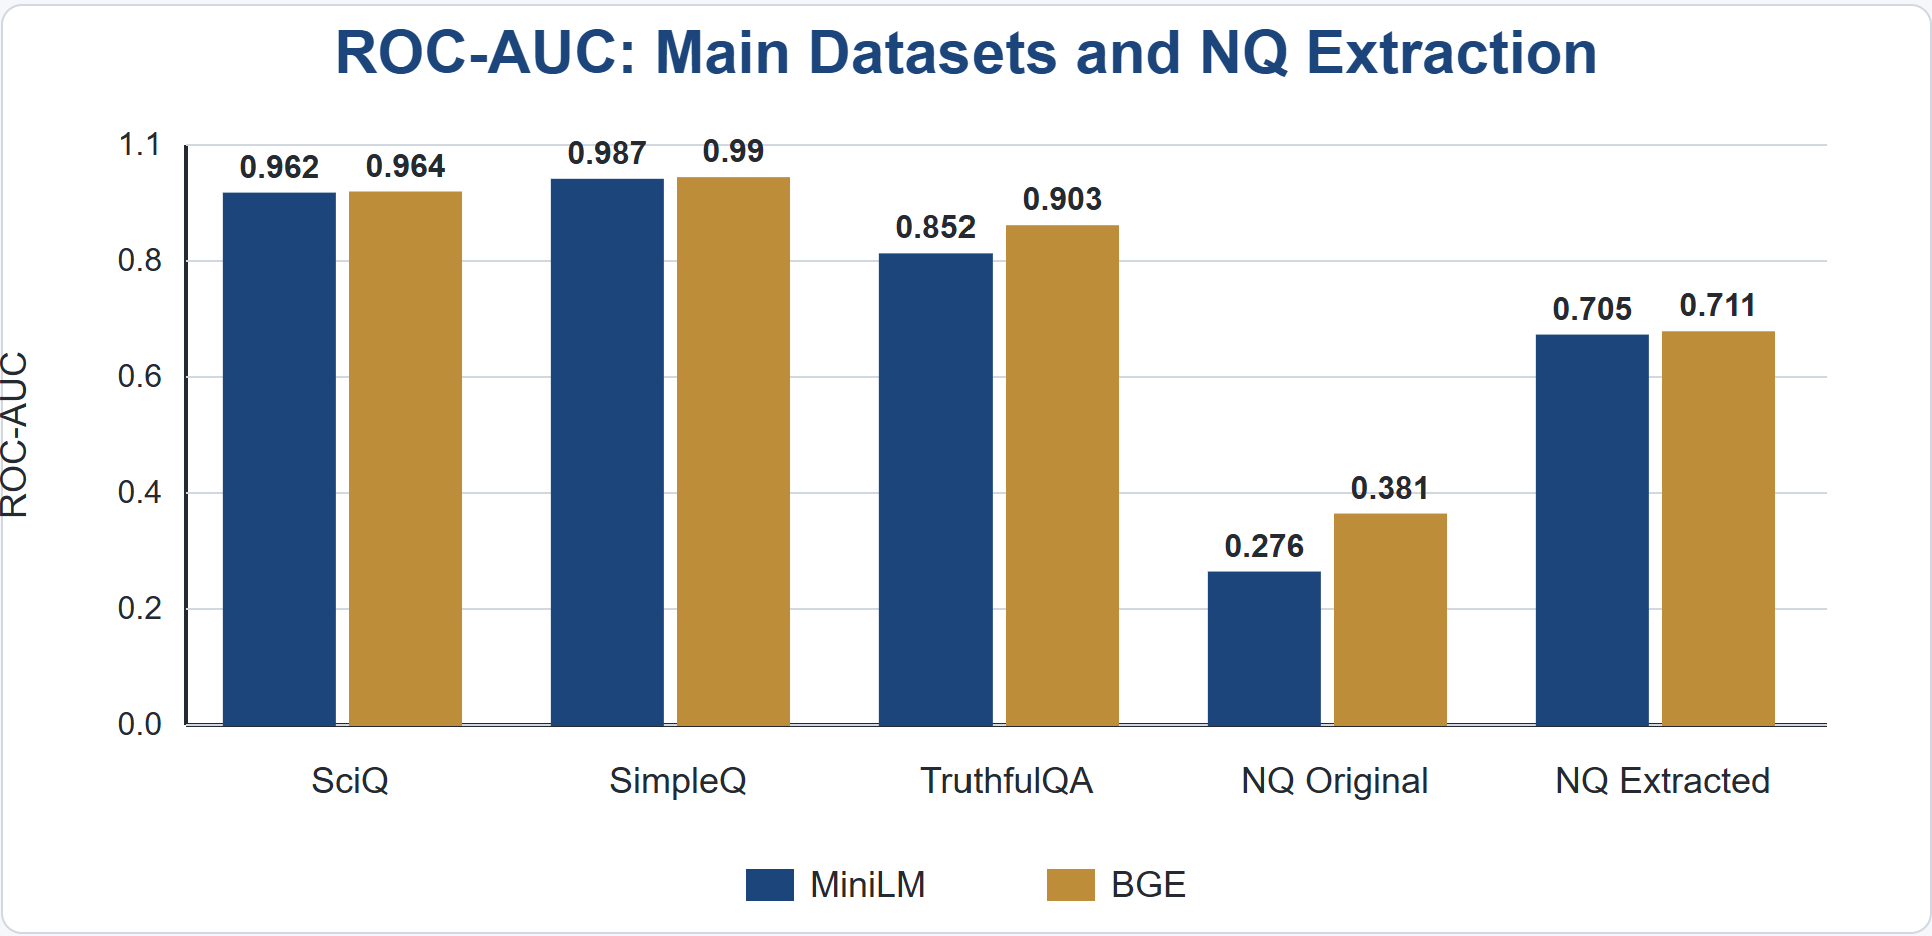 ROC-AUC: Main Datasets and NQ Extraction
1.1
0.8
0.6
0.4
0.2
0.0
ROC-AUC
0.962
0.964
0.987
0.99
0.852
0.903
0.276
0.381
0.705
0.711
SciQ
SimpleQ
TruthfulQA
NQ Original
NQ Extracted
MiniLM
BGE